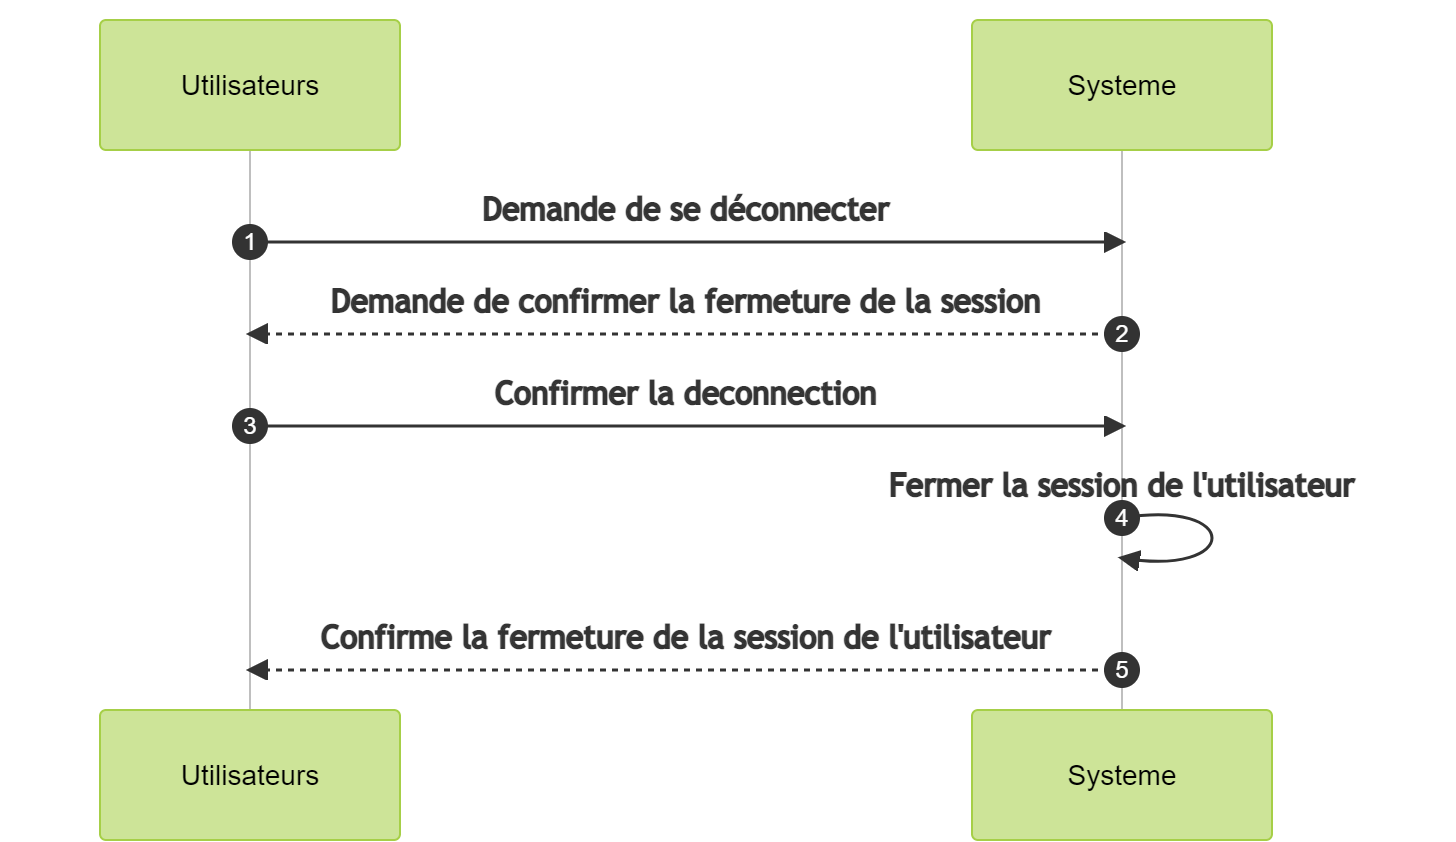 Utilisateurs
Systeme
Demande de se déconnecter
1
Demande de confirmer la fermeture de la session
2
Confirmer la deconnection
3
Fermer la session de l'utilisateur
4
Confirme la fermeture de la session de l'utilisateur
5
Utilisateurs
Systeme